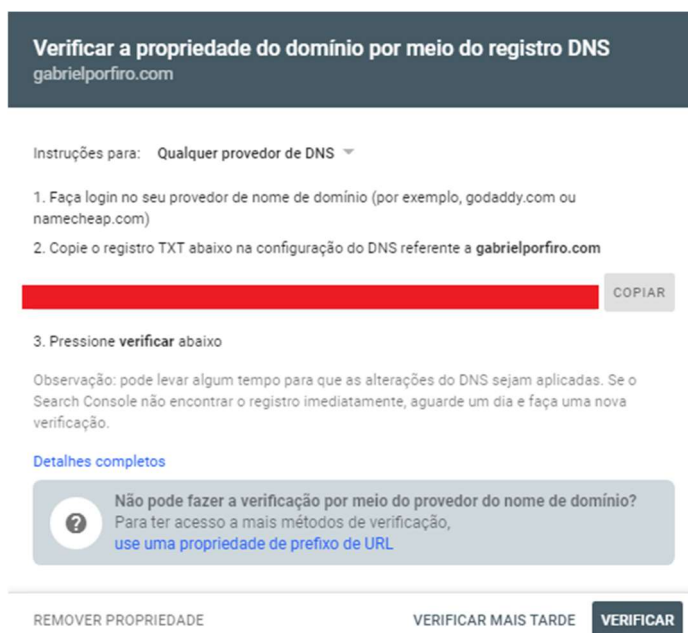 Verificar a propriedade do domínio por meio do registro DNS
gabrielporfiro.com
Instruções para: Qualquer provedor de DNS
1. Faça login no seu provedor de nome de domínio (por exemplo, godaddy.com ou
namecheap.com)
2. Copie o registro TXT abaixo na configuração do DNS referente a gabrielporfiro.com
COPIAR
3. Pressione verificar abaixo
Observação: pode levar algum tempo para que as alterações do DNS sejam aplicadas. Se o
Search Console não encontrar o registro imediatamente, aguarde um dia e faça uma nova
verificação.
Detalhes completos
Não pode fazer a verificação por meio do provedor do nome de domínio?
Para ter acesso a mais métodos de verificação,
use uma propriedade de prefixo de URL
REMOVER PROPRIEDADE VERIFICAR MAIS TARDE VERIFICAR